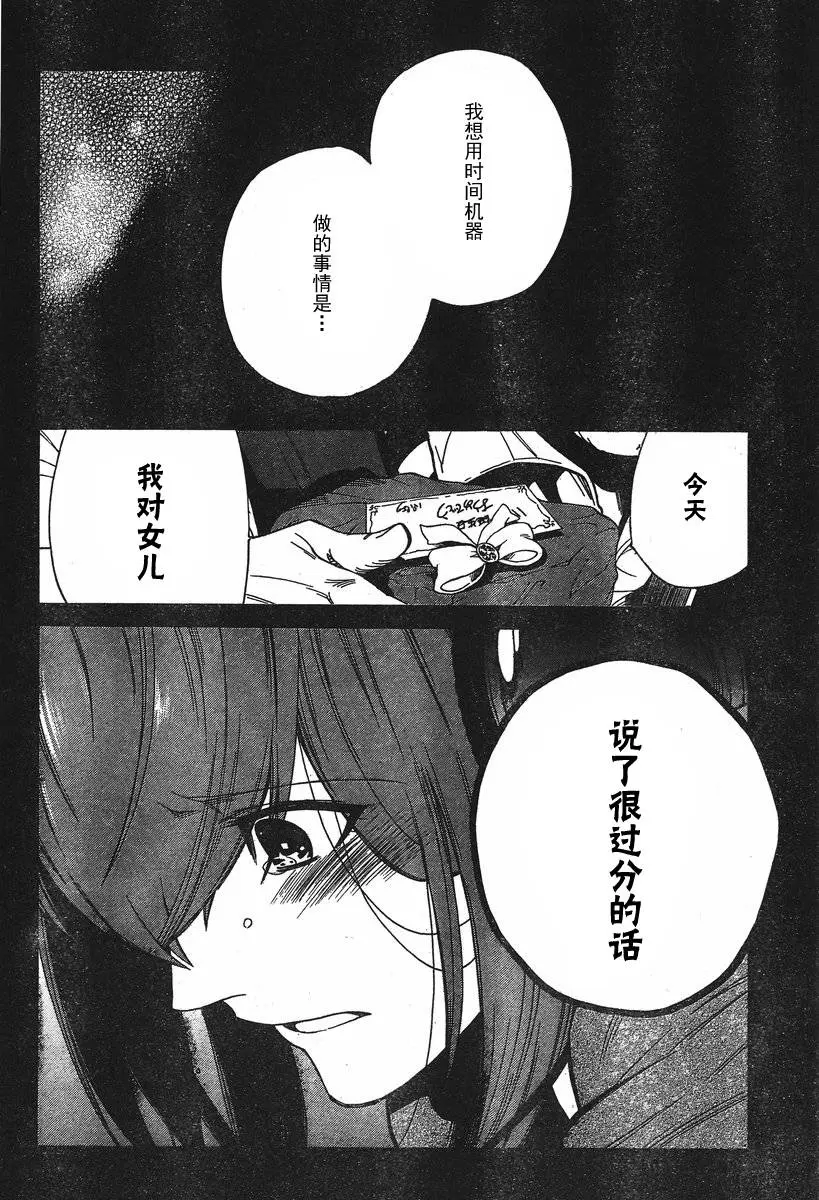 我想用时间机器
做的事情是…
今天
我对女儿
说了很过分的话